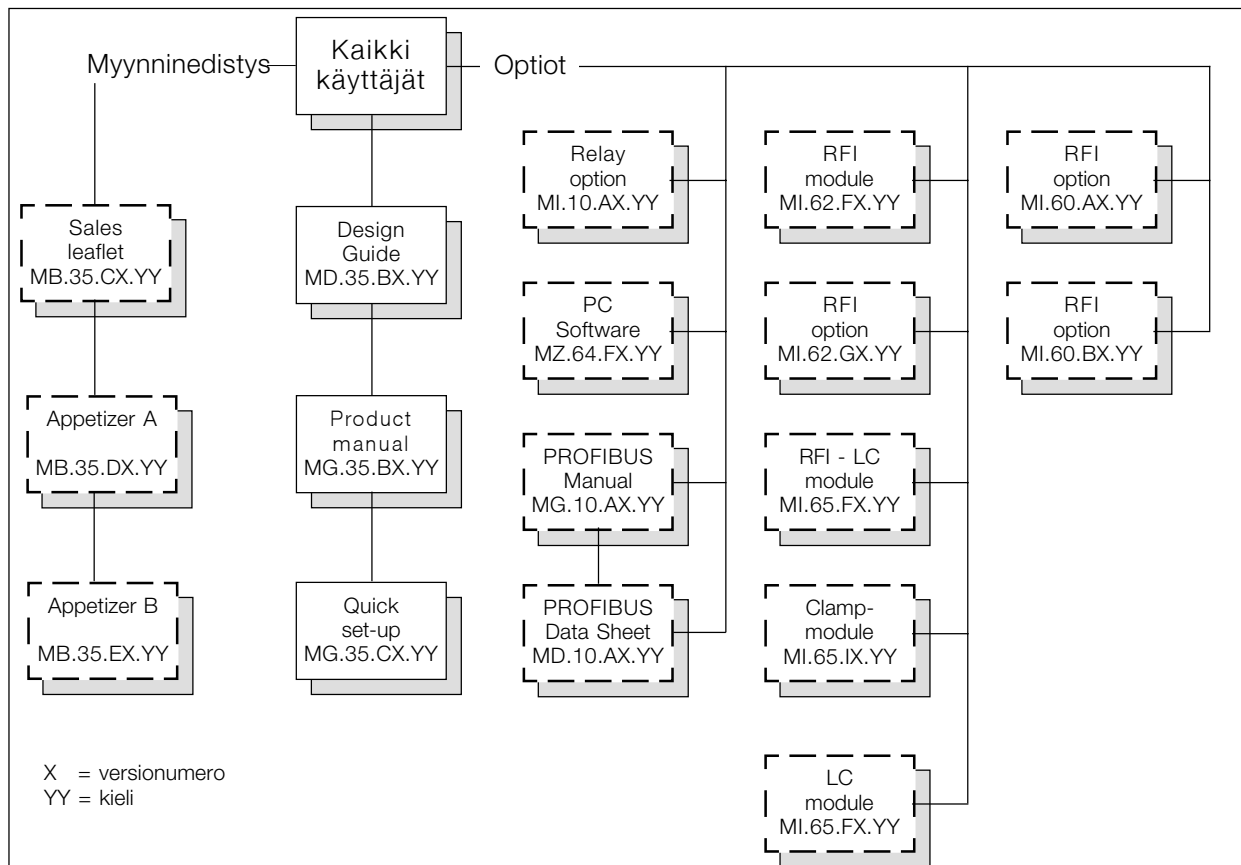 Myynninedistys
Kaikki
käyttäjät
Optiot
Sales
leaflet
MB.35.CX.YY
Appetizer A
MB.35.DX.YY
Appetizer B
MB.35.EX.YY
Design
Guide
MD.35.BX.YY
Product
manual
MG.35.BX.YY
Quick
set-up
MG.35.CX.YY
Relay
option
MI.10.AX.YY
PC
Software
MZ.64.FX.YY
PROFIBUS
Manual
MG.10.AX.YY
PROFIBUS
Data Sheet
MD.10.AX.YY
RFI
module
MI.62.FX.YY
RFI
option
MI.62.GX.YY
RFI - LC
module
MI.65.FX.YY
Clamp-
module
MI.65.IX.YY
LC
module
MI.65.FX.YY
RFI
option
MI.60.AX.YY
RFI
option
MI.60.BX.YY
X = versionumero
YY = kieli